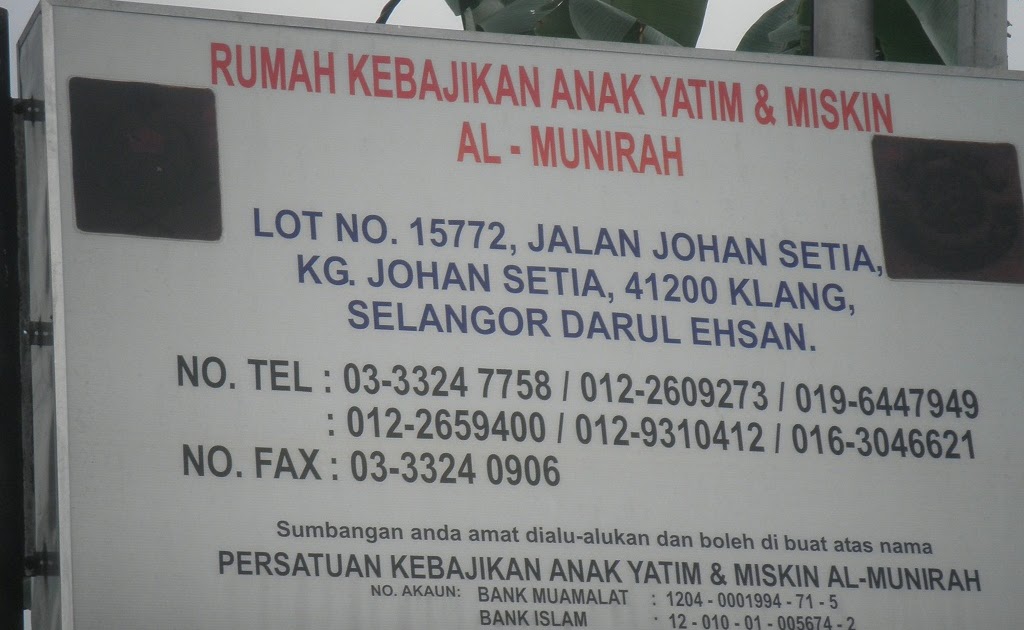 RUMAH KEBAJIKAN ANAK YATIM & MISKIN
AL - MUNIRAH
LOT NO. 15772, JALAN JOHAN SETIA,
KG. JOHAN SETIA, 41200 KLANG,
SELANGOR DARUL EHSAN.
NO. TEL : 03-3324 7758 / 012-2609273 / 019-6447949
: 012-2659400 / 012-9310412 / 016-3046621
NO. FAX : 03-3324 0906
Sumbangan anda amat dialu-alukan dan boleh di buat atas nama
PERSATUAN KEBAJIKAN ANAK YATIM & MISKIN AL-MUNIRAH
NO. AKAUN: BANK MUAMALAT : 1204 - 0001994 - 71 - 5
BANK ISLAM : 12 - 010 - 01 - 005674 - 2